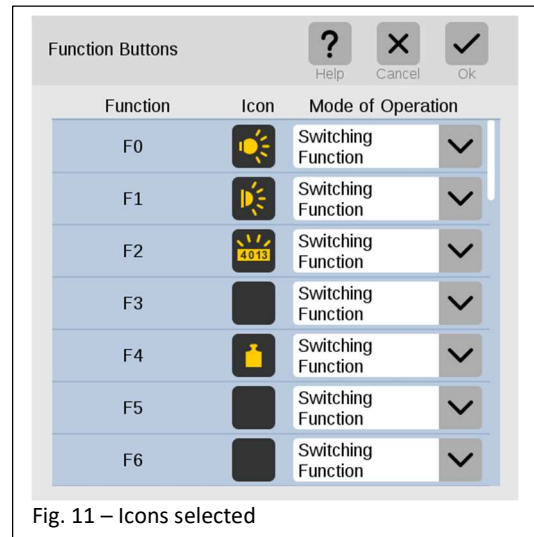 Function Buttons
?
Help
Cancel
Ok
Function Icon Mode of Operation
F0 Switching
Function
F1 Switching
Function
F2 4013 Switching
Function
F3 Switching
Function
F4 Switching
Function
F5 Switching
Function
F6 Switching
Function
Fig. 11 – Icons selected